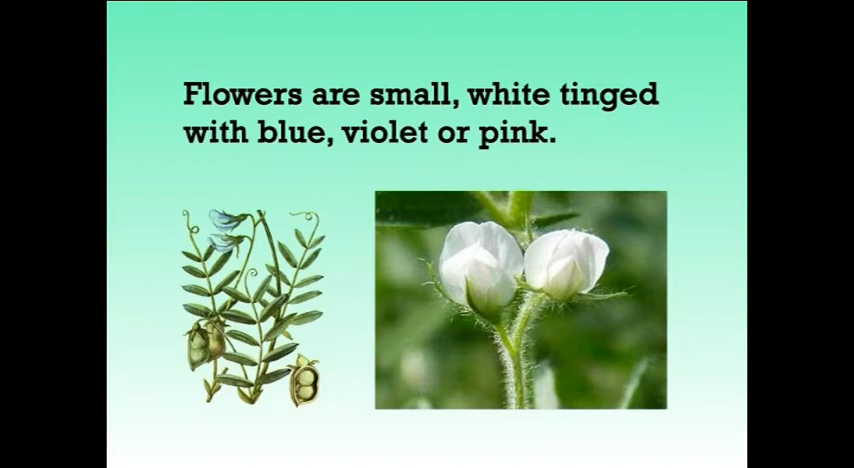 Flowers are small, white tinged
with blue, violet or pink.